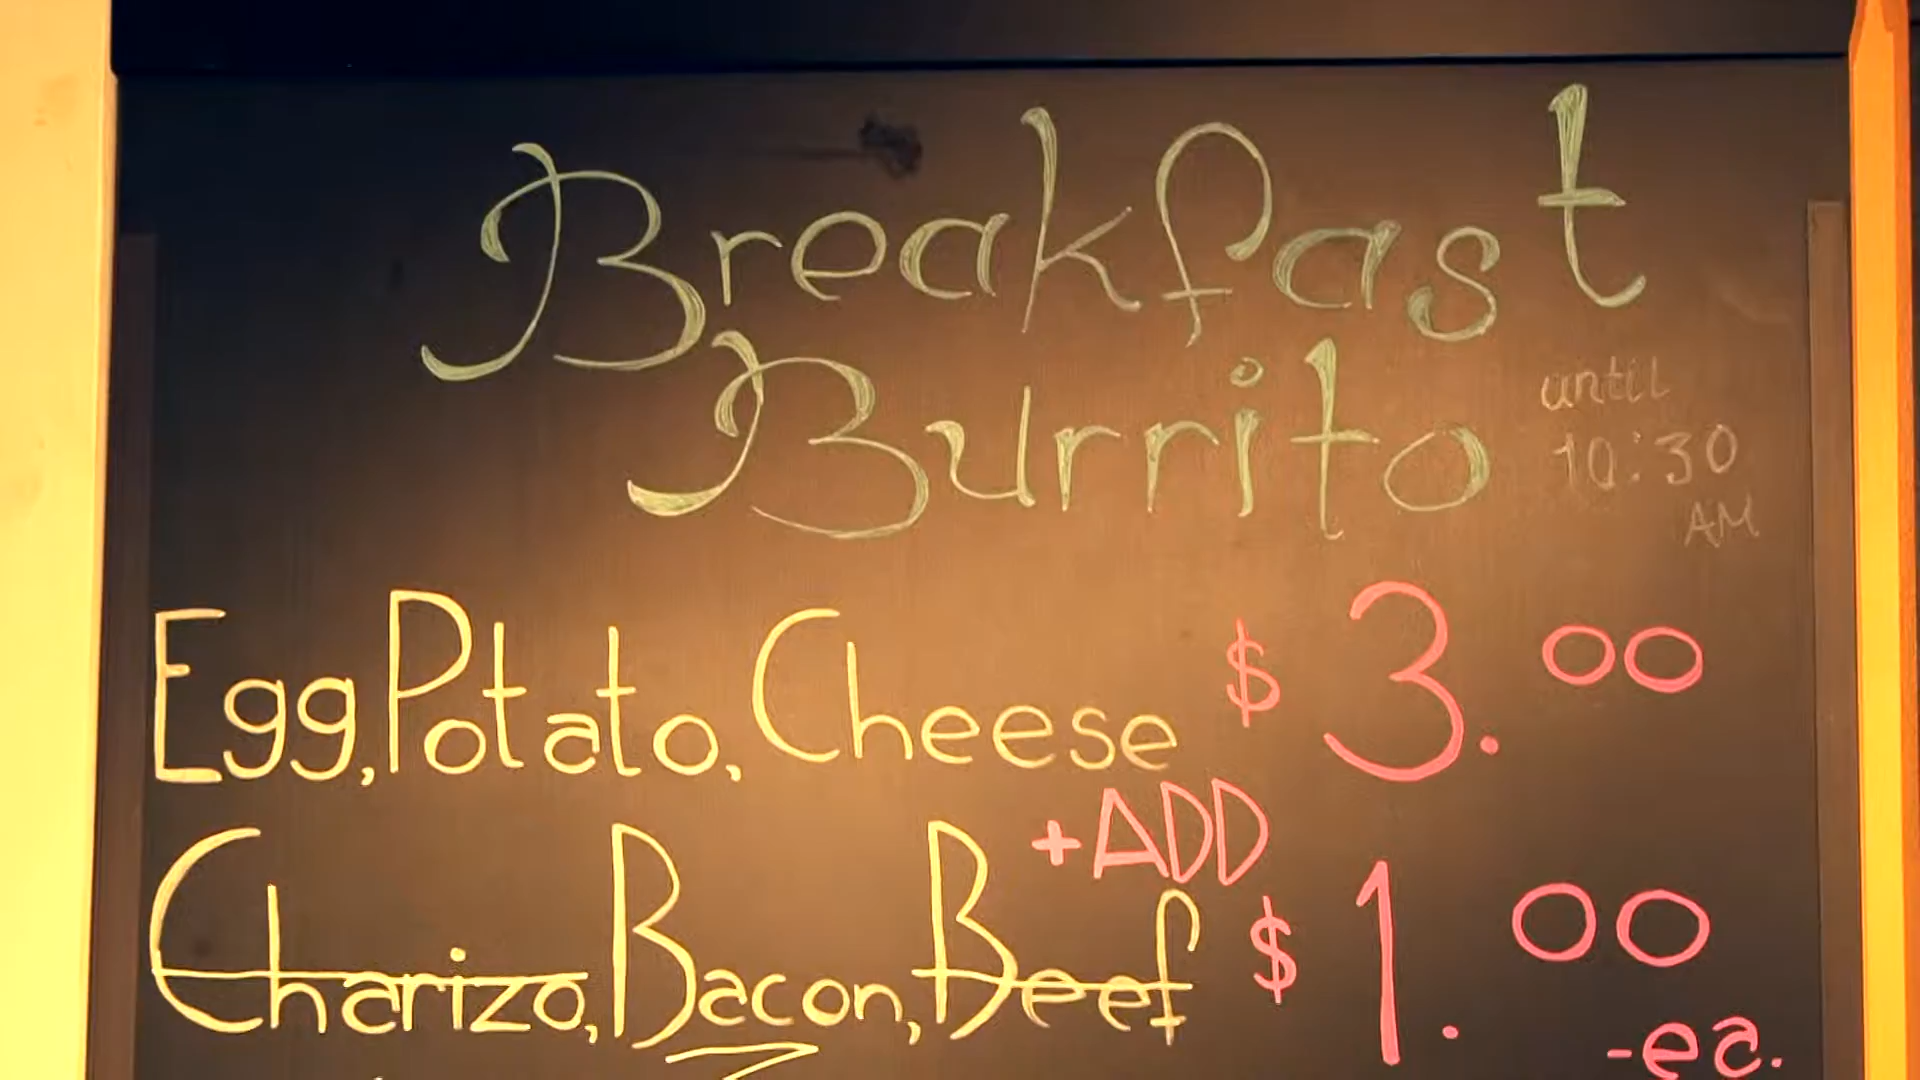 Breakfast
Burrito
until
10:30
AM
Egg, Potato, Cheese $3.00
+ADD
Charizo, Bacon, Beef $1.00
-ea.